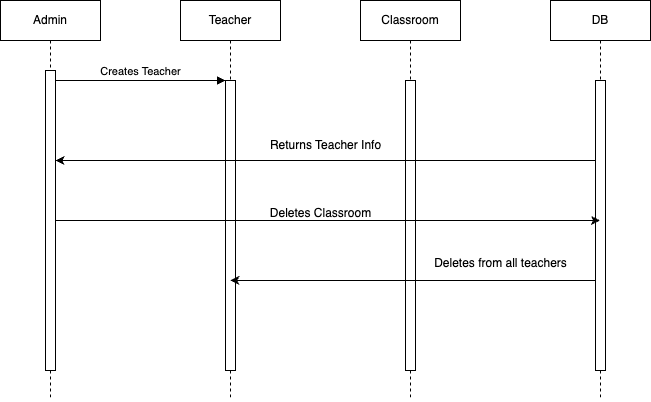 Admin
Teacher
Classroom
DB
Creates Teacher
Returns Teacher Info
Deletes Classroom
Deletes from all teachers